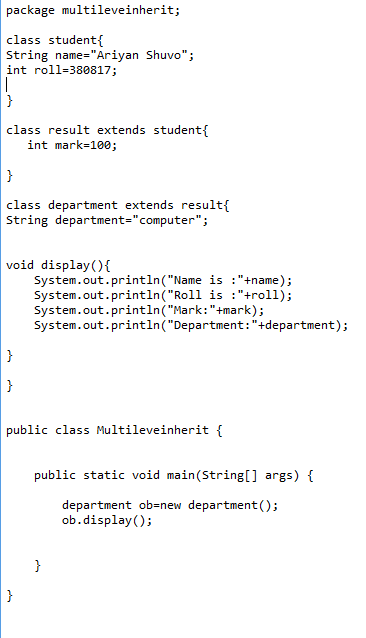 package multileveinherit;
class student{
String name="Ariyan Shuvo";
int roll=380817;
}
class result extends student{
int mark=100;
}
class department extends result{
String department="computer";
void display(){
System.out.println("Name is :"+name);
System.out.println("Roll is :"+roll);
System.out.println("Mark:"+mark);
System.out.println("Department:"+department);
}
}
public class Multileveinherit {
public static void main(String[] args) {
department ob=new department();
ob.display();
}
}